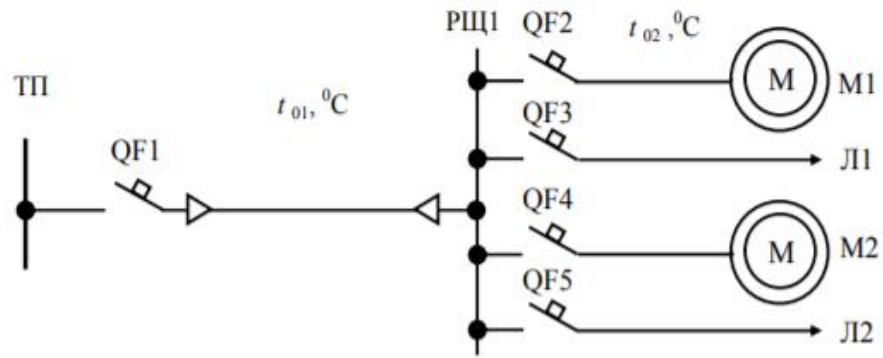 ТП
QF1
t 01, ⁰C
РЩ1
QF2
t 02 ,⁰C
M
M1
QF3
Л1
QF4
M
M2
QF5
Л2